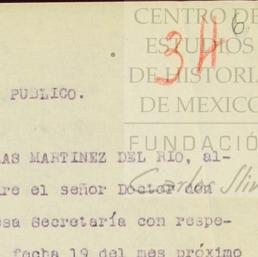 CENTRO DE
ESTUDIOS
DE HISTORIA
DE MEXICO
FUNDACIÓN
Carlos Slim
6
3H
PUBLICO.
AS MARTINEZ DEL RIO, al-
re el señor Doctor don
esa Secretaría con respe-
fecha 19 del mes próximo